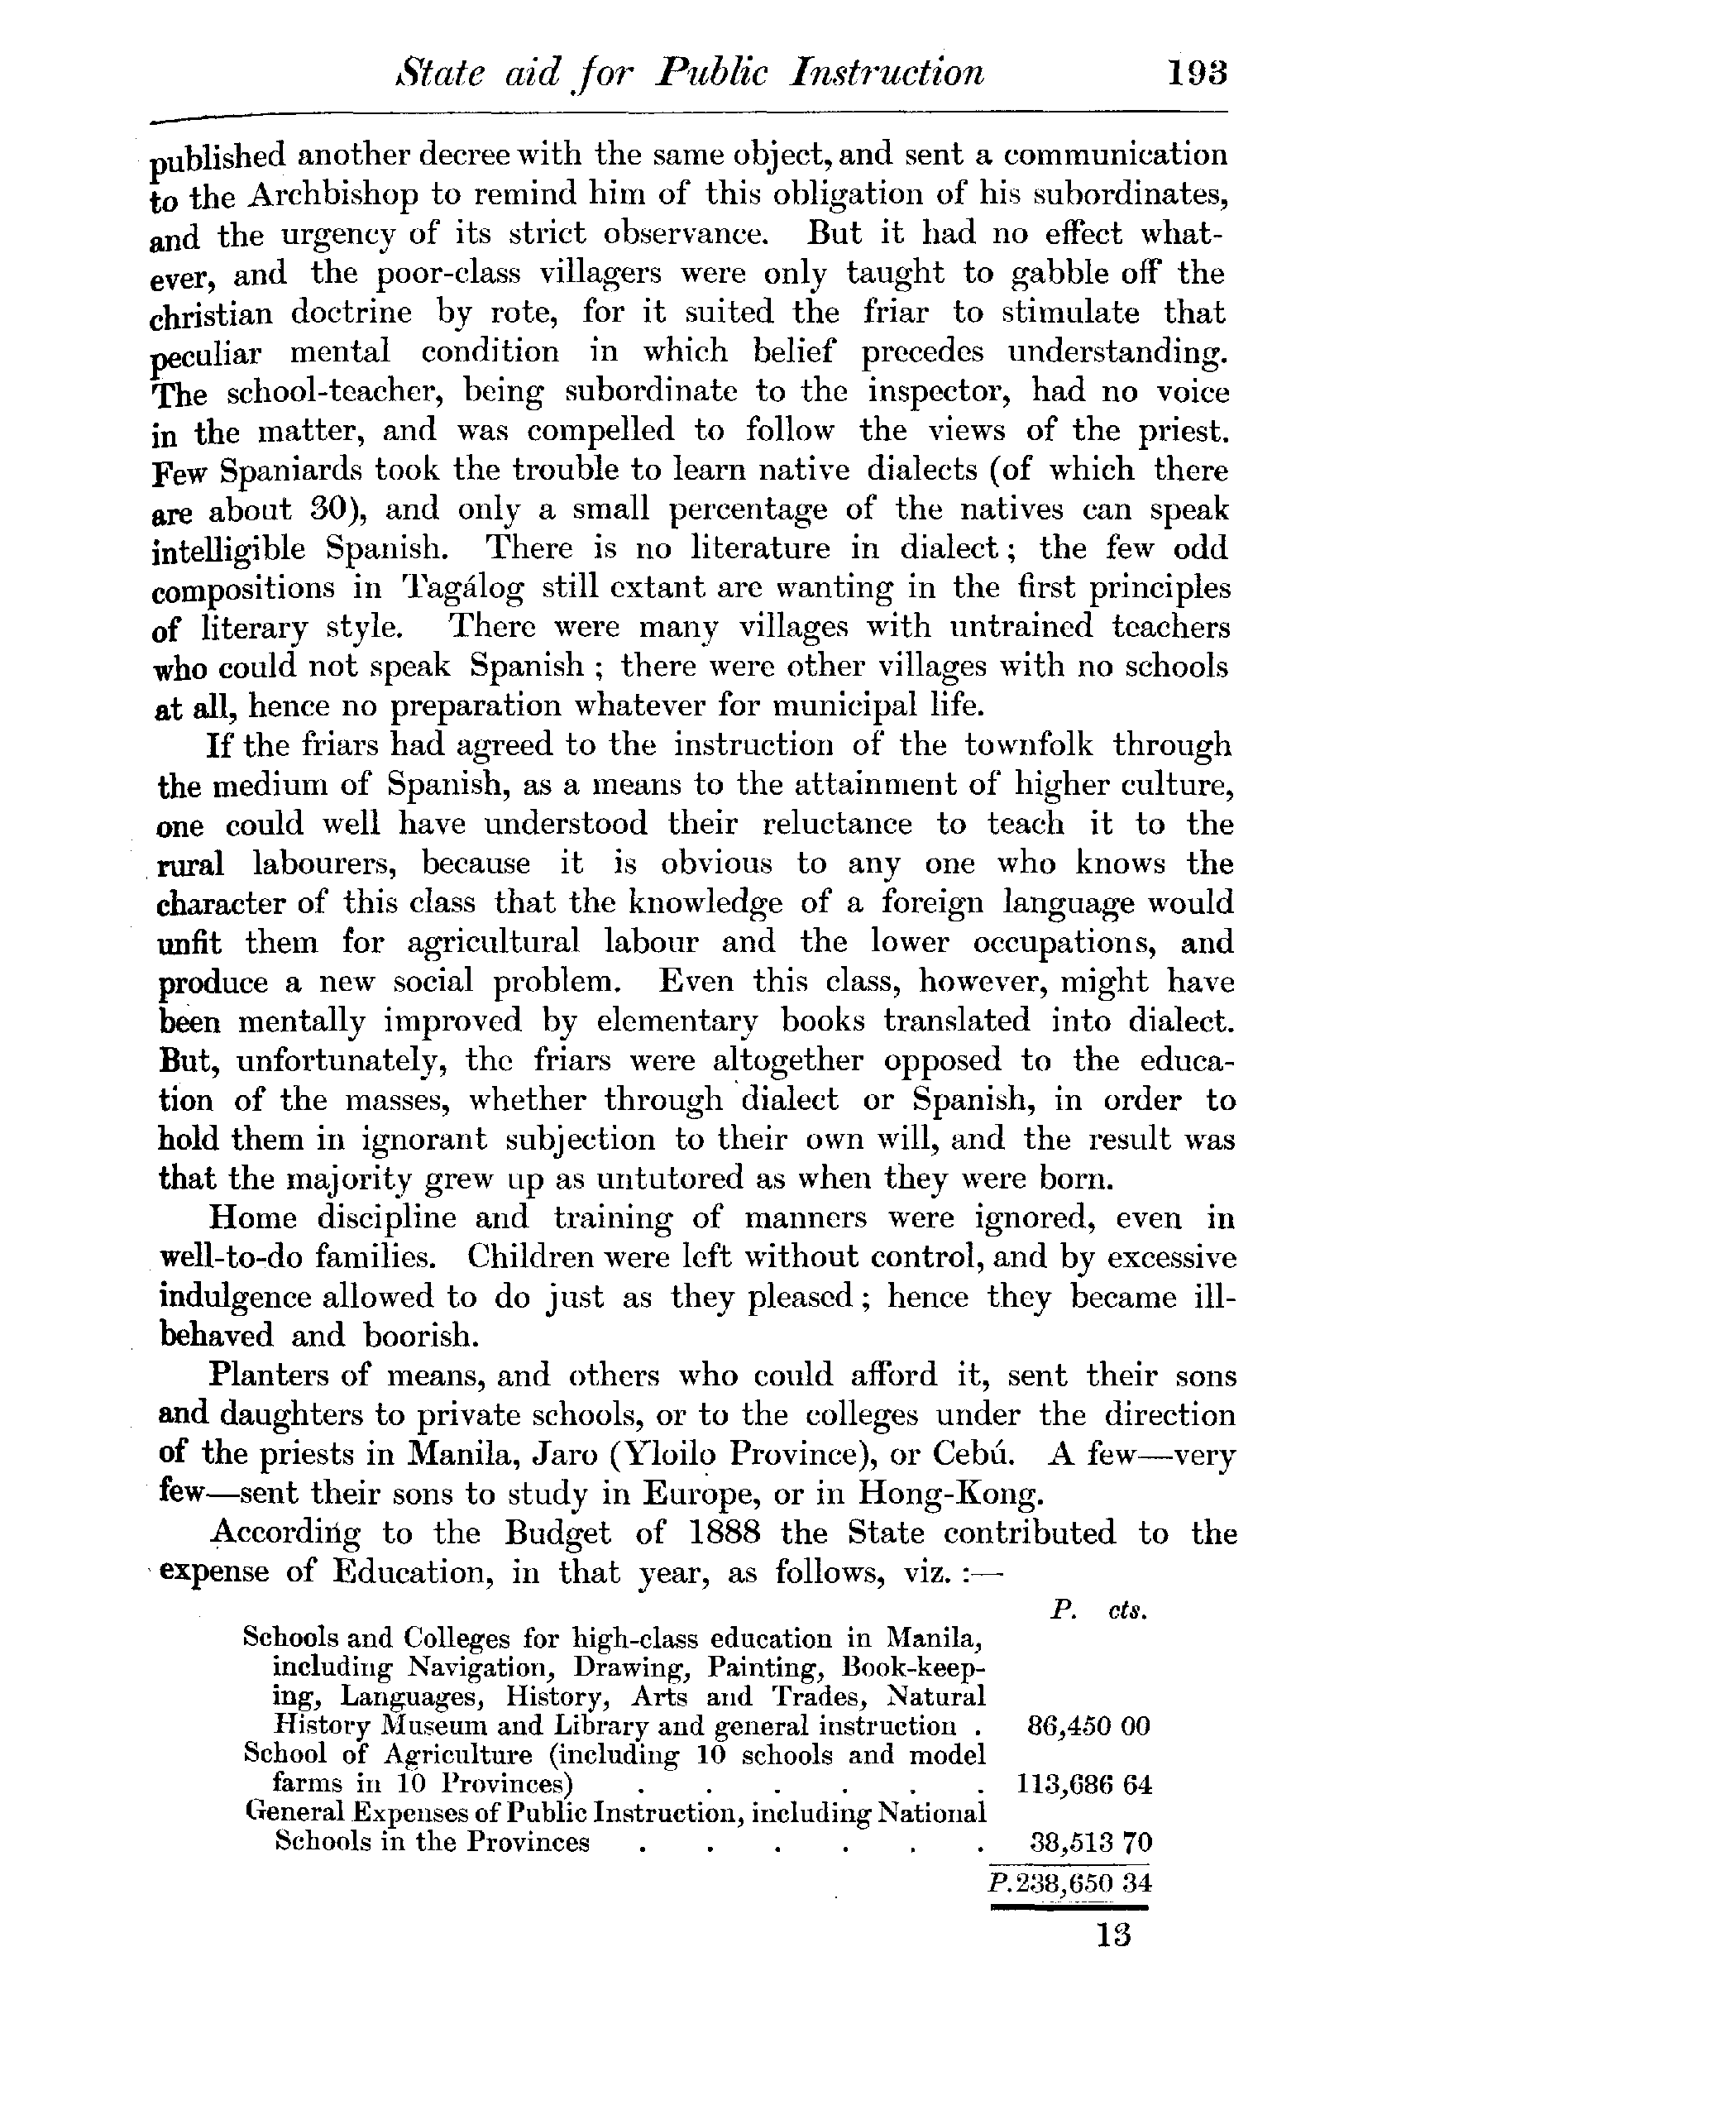 State aid for Public Instruction 193
published another decree with the same object, and sent a communication
to the Archbishop to remind him of this obligation of his subordinates,
and the urgency of its strict observance. But it had no effect what-
ever, and the poor-class villagers were only taught to gabble off the
christian doctrine by rote, for it suited the friar to stimulate that
peculiar mental condition in which belief precedes understanding.
The school-teacher, being subordinate to the inspector, had no voice
in the matter, and was compelled to follow the views of the priest.
Few Spaniards took the trouble to learn native dialects (of which there
are about 30), and only a small percentage of the natives can speak
intelligible Spanish. There is no literature in dialect; the few odd
compositions in Tagálog still extant are wanting in the first principles
of literary style. There were many villages with untrained teachers
who could not speak Spanish; there were other villages with no schools
at all, hence no preparation whatever for municipal life.
If the friars had agreed to the instruction of the townfolk through
the medium of Spanish, as a means to the attainment of higher culture,
one could well have understood their reluctance to teach it to the
rural labourers, because it is obvious to any one who knows the
character of this class that the knowledge of a foreign language would
unfit them for agricultural labour and the lower occupations, and
produce a new social problem. Even this class, however, might have
been mentally improved by elementary books translated into dialect.
But, unfortunately, the friars were altogether opposed to the educa-
tion of the masses, whether through dialect or Spanish, in order to
hold them in ignorant subjection to their own will, and the result was
that the majority grew up as untutored as when they were born.
Home discipline and training of manners were ignored, even in
well-to-do families. Children were left without control, and by excessive
indulgence allowed to do just as they pleased; hence they became ill-
behaved and boorish.
Planters of means, and others who could afford it, sent their sons
and daughters to private schools, or to the colleges under the direction
of the priests in Manila, Jaro (Yloilo Province), or Cebú. A few—very
few—sent their sons to study in Europe, or in Hong-Kong.
According to the Budget of 1888 the State contributed to the
expense of Education, in that year, as follows, viz. :—
P. cts.
Schools and Colleges for high-class education in Manila,
including Navigation, Drawing, Painting, Book-keep-
ing, Languages, History, Arts and Trades, Natural
History Museum and Library and general instruction . 86,450 00
School of Agriculture (including 10 schools and model
farms in 10 Provinces) . . . . . . 113,686 64
General Expenses of Public Instruction, including National
Schools in the Provinces . . . . . . 38,513 70
P.238,650 34
13